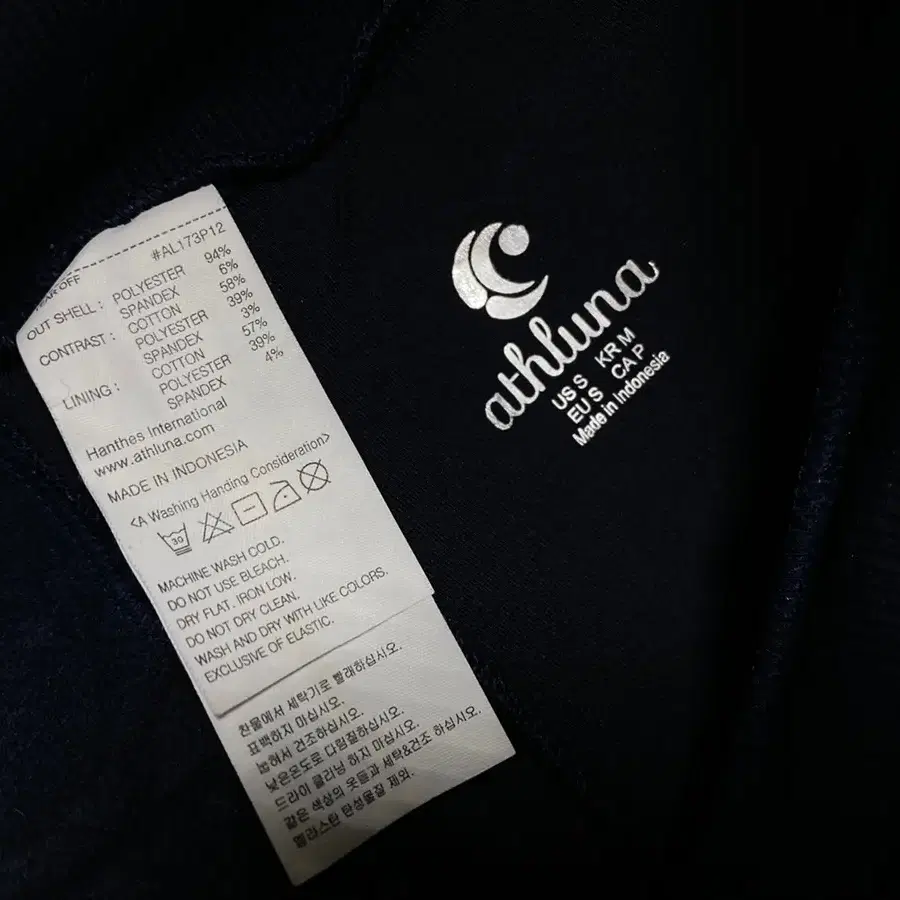 #AL173P12
OUT SHELL : POLYESTER 94%
SPANDEX 6%
CONTRAST : COTTON 58%
POLYESTER 39%
SPANDEX 3%
LINING : COTTON 57%
POLYESTER 39%
SPANDEX 4%
Hanthes International
www.athluna.com
MADE IN INDONESIA
<A Washing Handing Consideration>
30
MACHINE WASH COLD.
DO NOT USE BLEACH.
DRY FLAT. IRON LOW.
DO NOT DRY CLEAN.
WASH AND DRY WITH LIKE COLORS.
EXCLUSIVE OF ELASTIC.
찬물에서 세탁기로 빨래하십시오.
표백하지 마십시오.
눕혀서 건조하십시오.
낮은온도로 다림질하십시오.
드라이 클리닝 하지 마십시오.
같은 색상의 옷들과 세탁&건조 하십시오.
엘라스탄 탄성물질 제외.
athluna
US S KR M
EU S CA P
Made in Indonesia